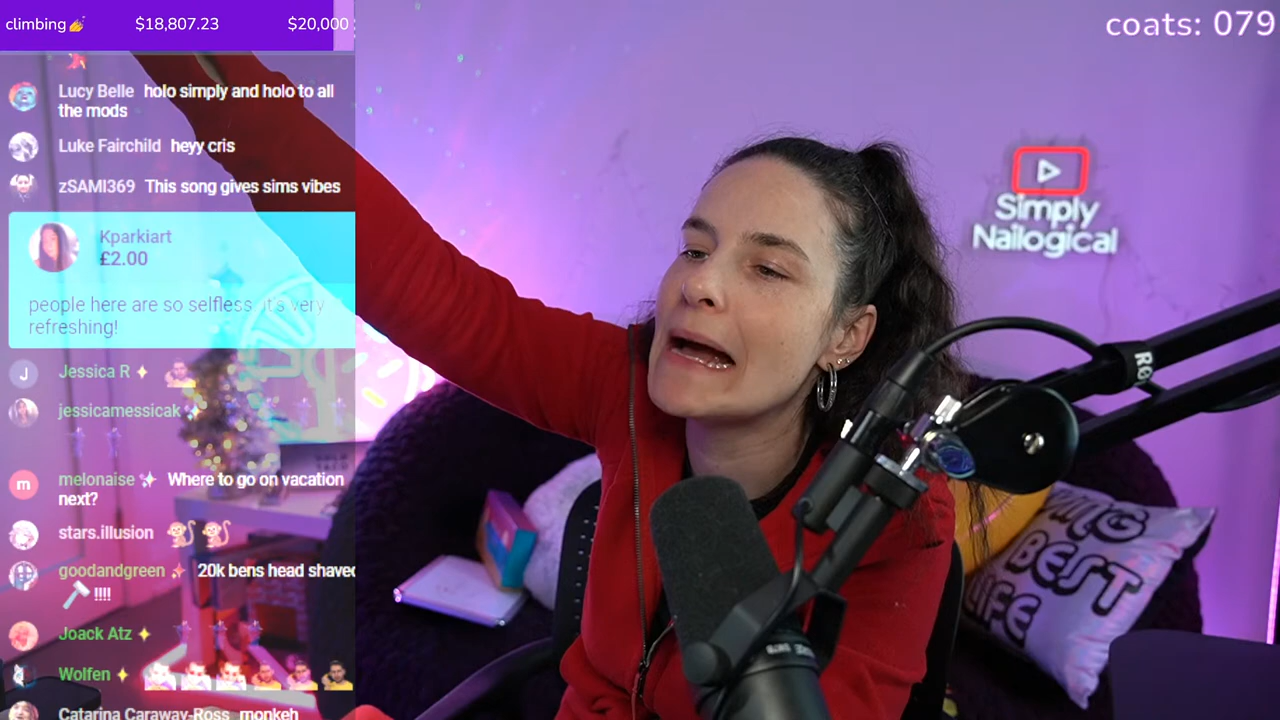 climbing💅 $18,807.23 $20,000
coats: 079
Lucy Belle holo simply and holo to all
the mods
Luke Fairchild heyy cris
zSAMI369 This song gives sims vibes
Kparkiart
£2.00
people here are so selfless it's very
refreshing!
J Jessica R
jessicamessicak
m melonaise Where to go on vacation
next?
stars.illusion 🐒 🐒
goodandgreen 20k bens head shaved
🪒 !!!!
Joack Atz
Wolfen
Catarina Caraway-Ross monkeh
Simply
Nailogical
BEST
LIFE